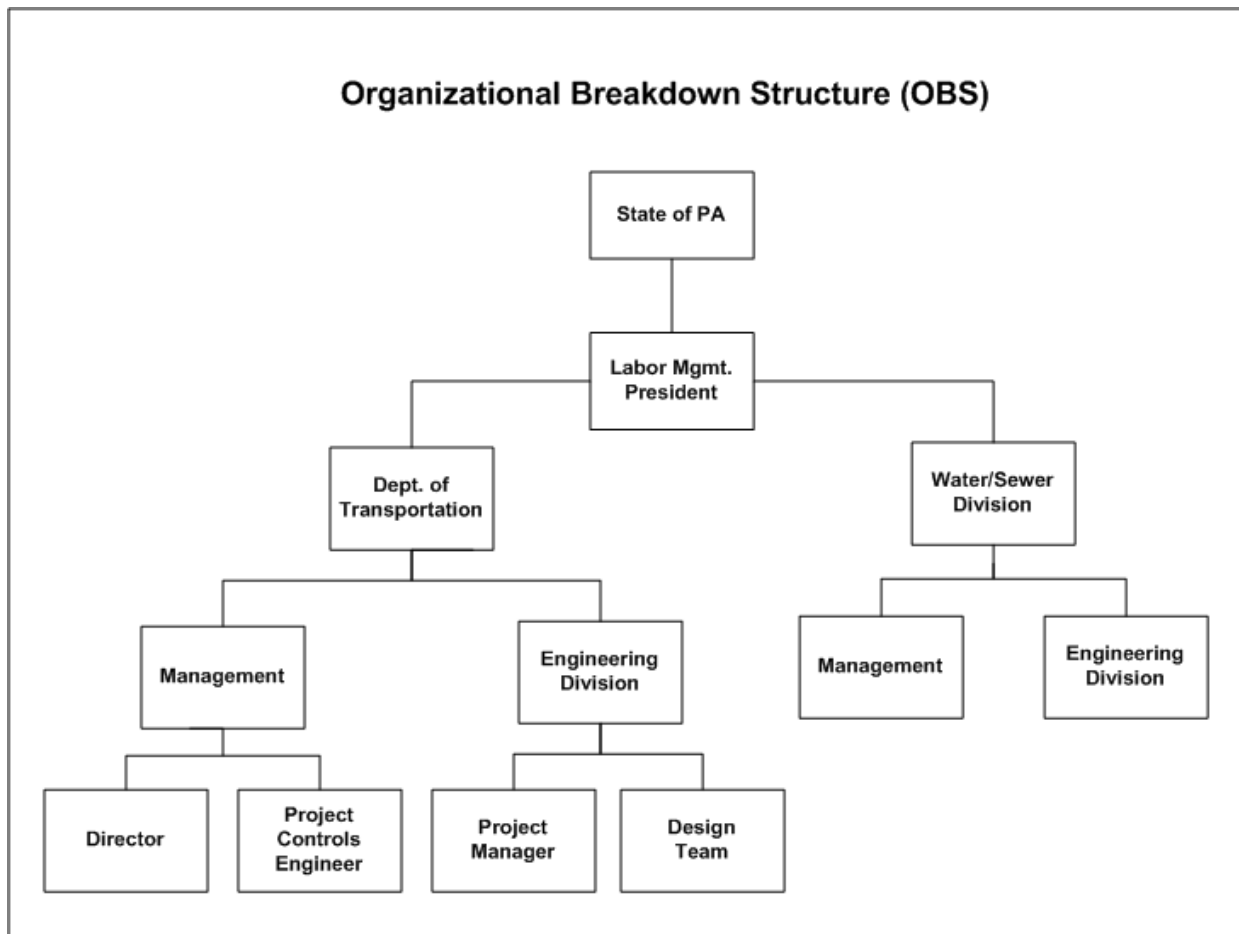 Organizational Breakdown Structure (OBS)
State of PA
Labor Mgmt.
President
Dept. of
Transportation
Water/Sewer
Division
Management
Engineering
Division
Management
Engineering
Division
Director
Project
Controls
Engineer
Project
Manager
Design
Team